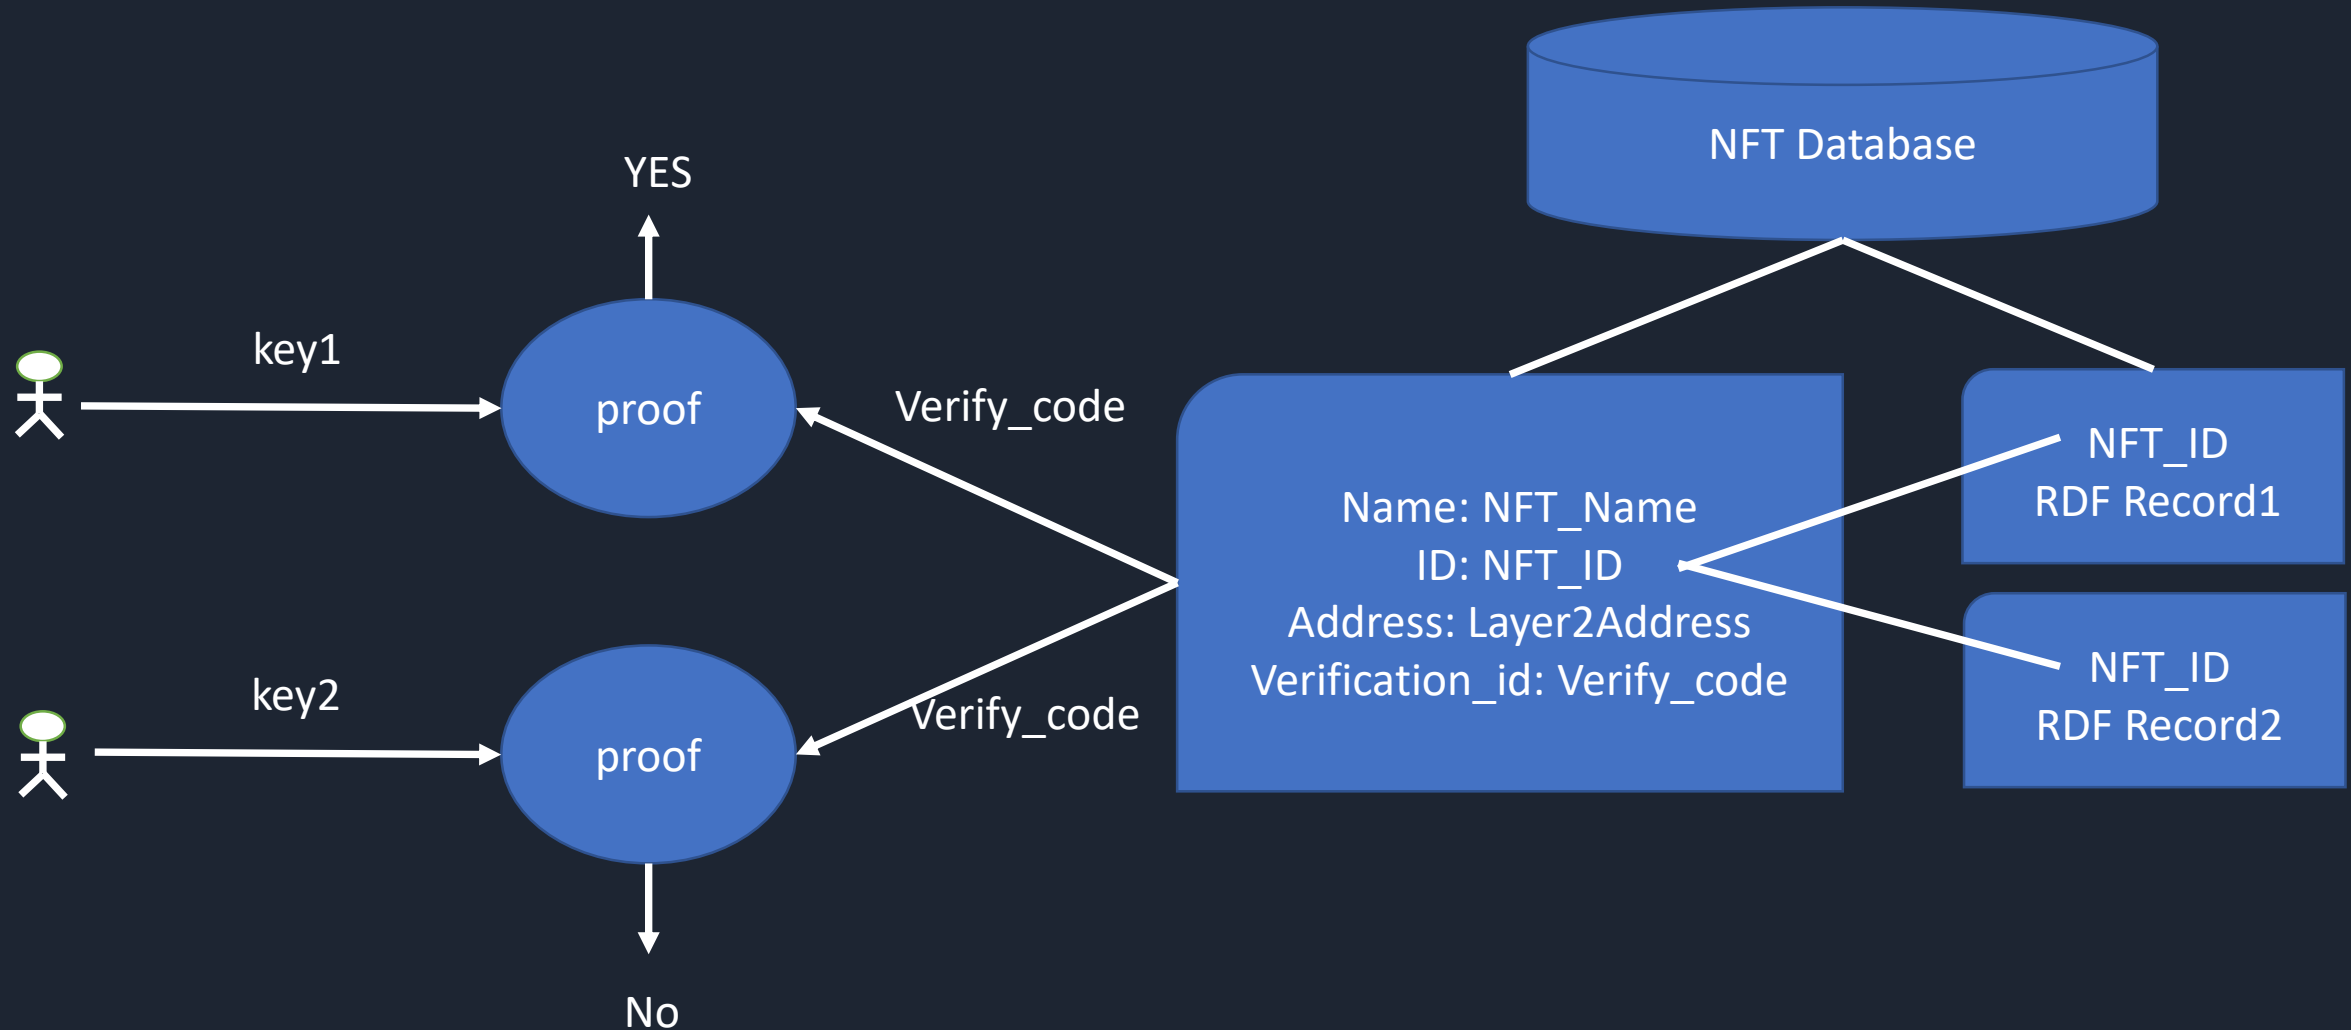 NFT Database
YES
key1
proof
Verify_code
Name: NFT_Name
ID: NFT_ID
Address: Layer2Address
Verification_id: Verify_code
NFT_ID
RDF Record1
key2
proof
Verify_code
NFT_ID
RDF Record2
No